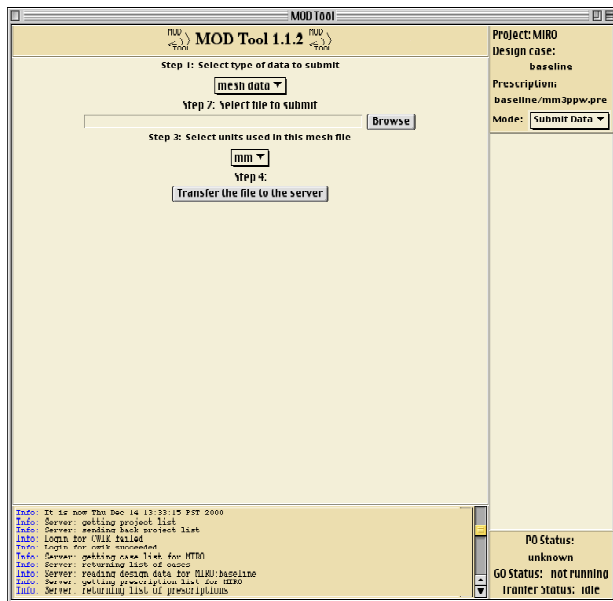 MOD Tool
MOD TOOL MOD Tool 1.1.2 MOD TOOL
Step 1: Select type of data to submit
mesh data
Step 2: Select file to submit
Browse
Step 3: Select units used in this mesh file
mm
Step 4:
Transfer the file to the server
Project: MIRO
Design case:
baseline
Prescription:
baseline/mm3ppw.pre
Mode: Submit Data
Info: It is now Thu Dec 14 13:33:15 PST 2000
Info: Server: getting project list
Info: Server: sending back project list
Info: Login for CWIK failed
Info: Login for cwik succeeded
Info: Server: getting case list for MIRO
Info: Server: returning list of cases
Info: Server: reading design data for MIRO:baseline
Info: Server: getting prescription list for MIRO
Info: Server: returning list of prescriptions
PO Status:
unknown
GO Status: not running
Tranfer Status: idle